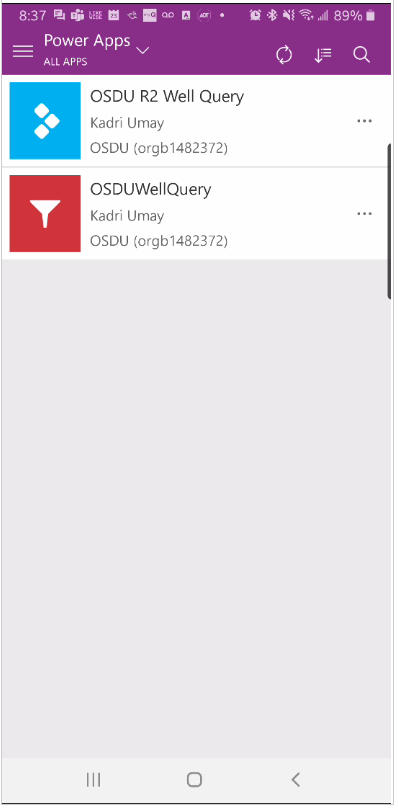 8:37 89%
Power Apps
ALL APPS
OSDU R2 Well Query
Kadri Umay
OSDU (orgb1482372)
OSDUWellQuery
Kadri Umay
OSDU (orgb1482372)